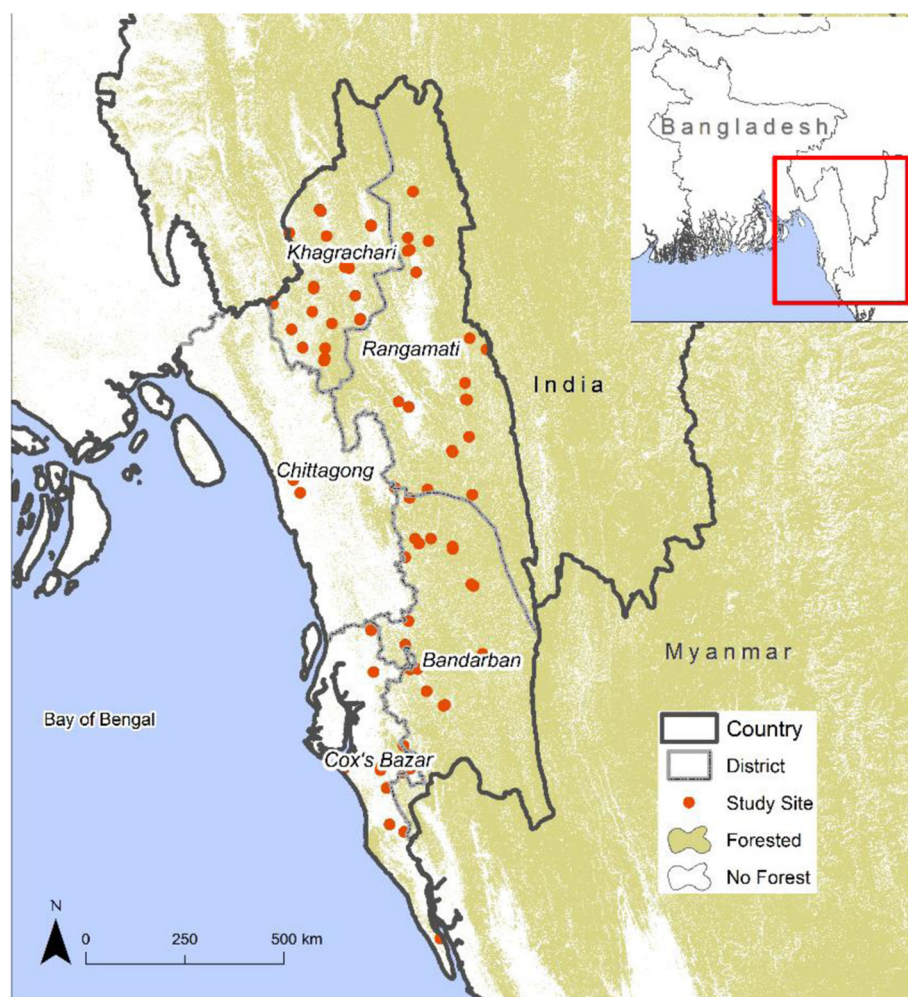 Bangladesh
Khagrachari
Rangamati
India
Chittagong
Bandarban
Myanmar
Bay of Bengal
Cox's Bazar
Country
District
Study Site
Forested
No Forest
N
0 250 500 km